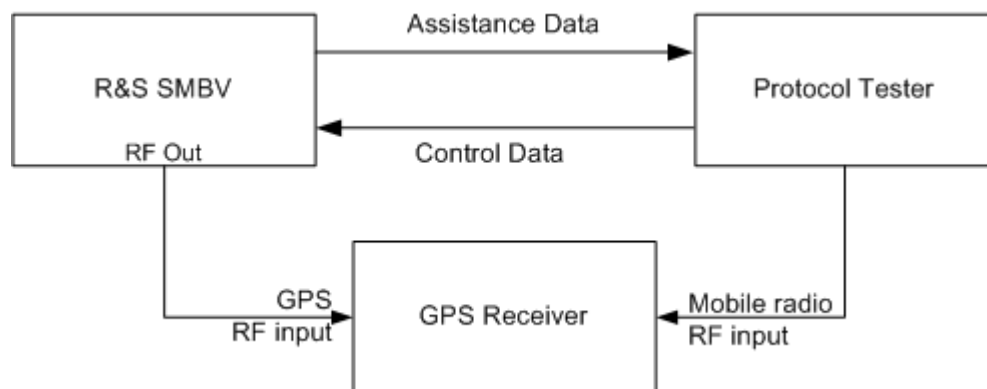 Assistance Data
R&S SMBV
Protocol Tester
RF Out
Control Data
GPS
RF input
GPS Receiver
Mobile radio
RF input